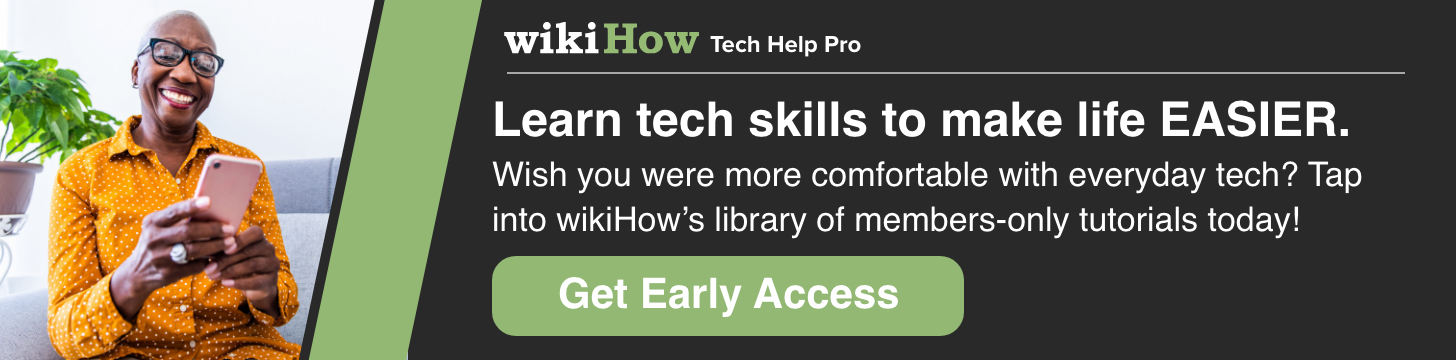 wikiHow Tech Help Pro
Learn tech skills to make life EASIER.
Wish you were more comfortable with everyday tech? Tap
into wikiHow’s library of members-only tutorials today!
Get Early Access